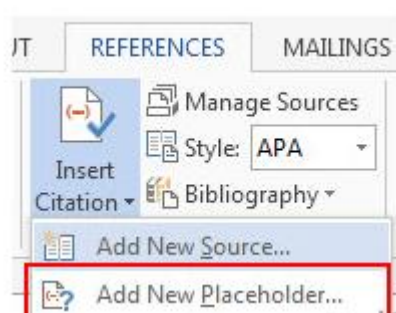 UT REFERENCES MAILINGS
Insert Citation
Manage Sources
Style: APA
Bibliography
Add New Source...
Add New Placeholder...